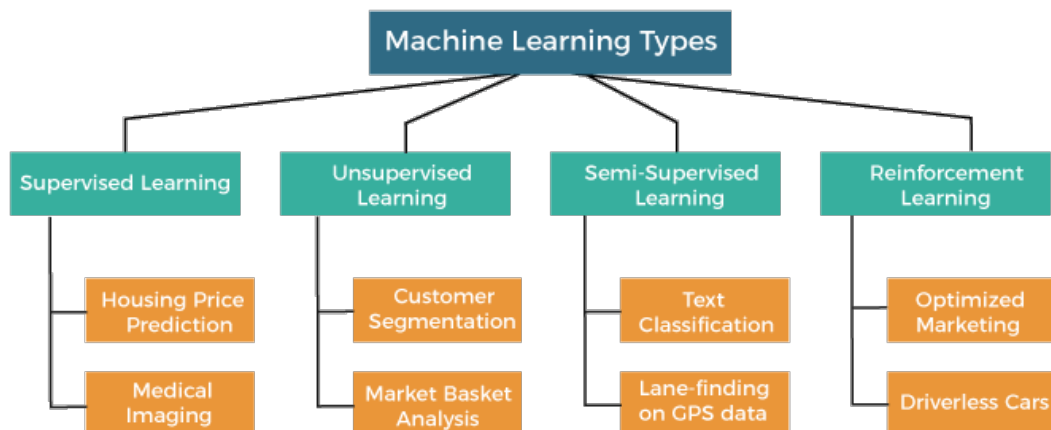 Machine Learning Types
Supervised Learning
Unsupervised
Learning
Semi-Supervised
Learning
Reinforcement
Learning
Housing Price
Prediction
Customer
Segmentation
Text
Classification
Optimized
Marketing
Medical
Imaging
Market Basket
Analysis
Lane-finding
on GPS data
Driverless Cars